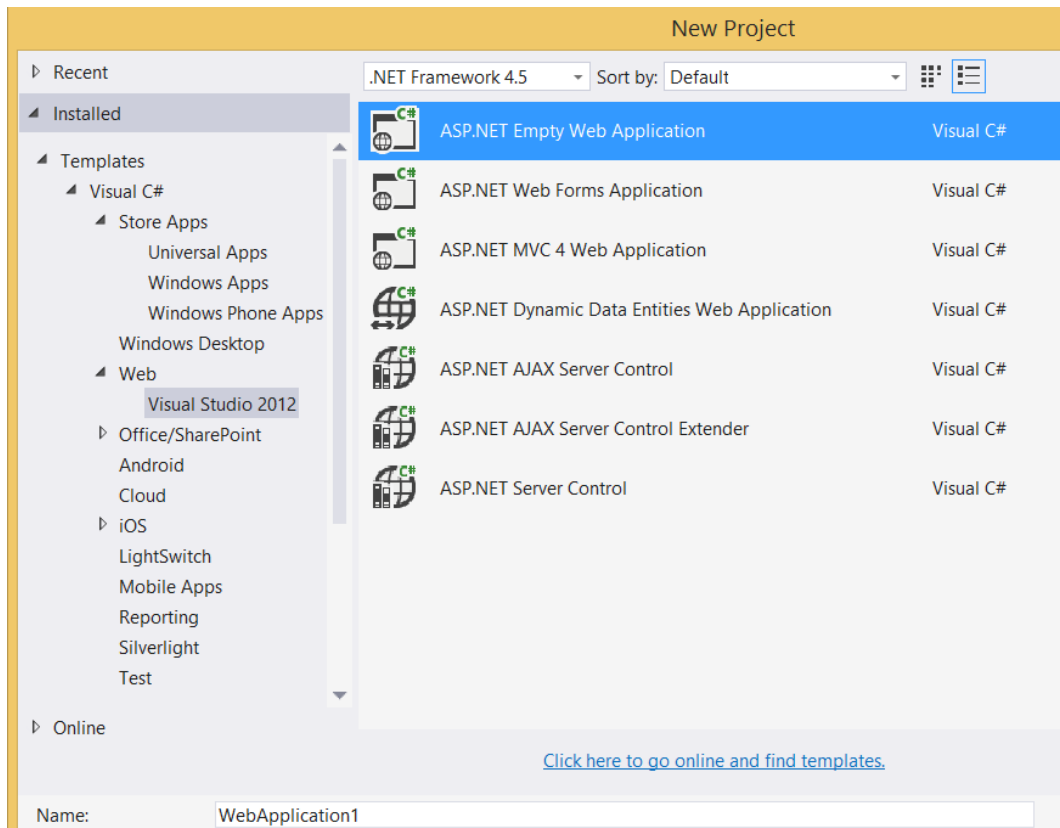 New Project
Recent
.NET Framework 4.5 Sort by: Default
Installed
Templates
Visual C#
Store Apps
Universal Apps
Windows Apps
Windows Phone Apps
Windows Desktop
Web
Visual Studio 2012
Office/SharePoint
Android
Cloud
iOS
LightSwitch
Mobile Apps
Reporting
Silverlight
Test
Online
C# ASP.NET Empty Web Application Visual C#
C# ASP.NET Web Forms Application Visual C#
C# ASP.NET MVC 4 Web Application Visual C#
C# ASP.NET Dynamic Data Entities Web Application Visual C#
C# ASP.NET AJAX Server Control Visual C#
C# ASP.NET AJAX Server Control Extender Visual C#
C# ASP.NET Server Control Visual C#
Click here to go online and find templates.
Name: WebApplication1